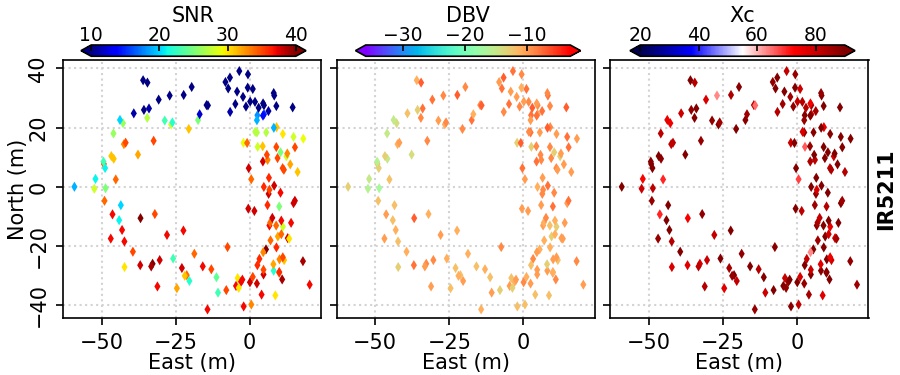 SNR DBV Xc
10 20 30 40 −30 −20 −10 20 40 60 80
North (m)
40
20
0
−20
−40
−50 −25 0 −50 −25 0 −50 −25 0
East (m) East (m) East (m)
IR5211